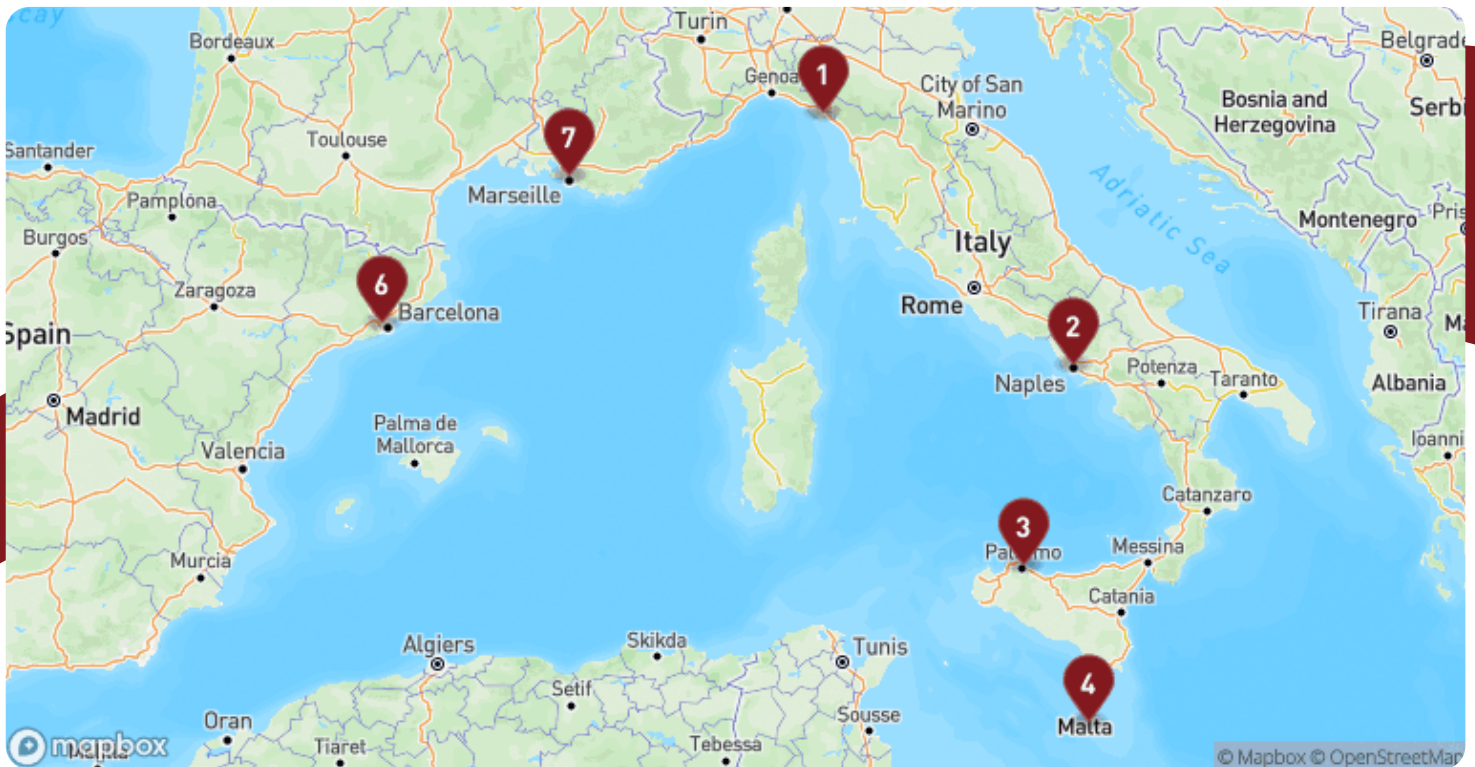 cay
Turin
Bordeaux
Belgrade
Genoa
1
City of San
Marino
Bosnia and
Herzegovina
Serbi
7
Toulouse
Santander
Marseille
Pamplona
Adriatic Sea
Montenegro
Pris
Burgos
Italy
6
Zaragoza
Barcelona
Rome
2
Tirana
Spain
Ma
Naples
Potenza
Taranto
Albania
Madrid
Palma de
Mallorca
Valencia
Ioanni
Catanzaro
3
Palermo
Messina
Murcia
Catania
Algiers
Skikda
Tunis
4
Setif
Malta
Oran
Sousse
mapbox
Tiaret
Tebessa
© Mapbox © OpenStreetMap